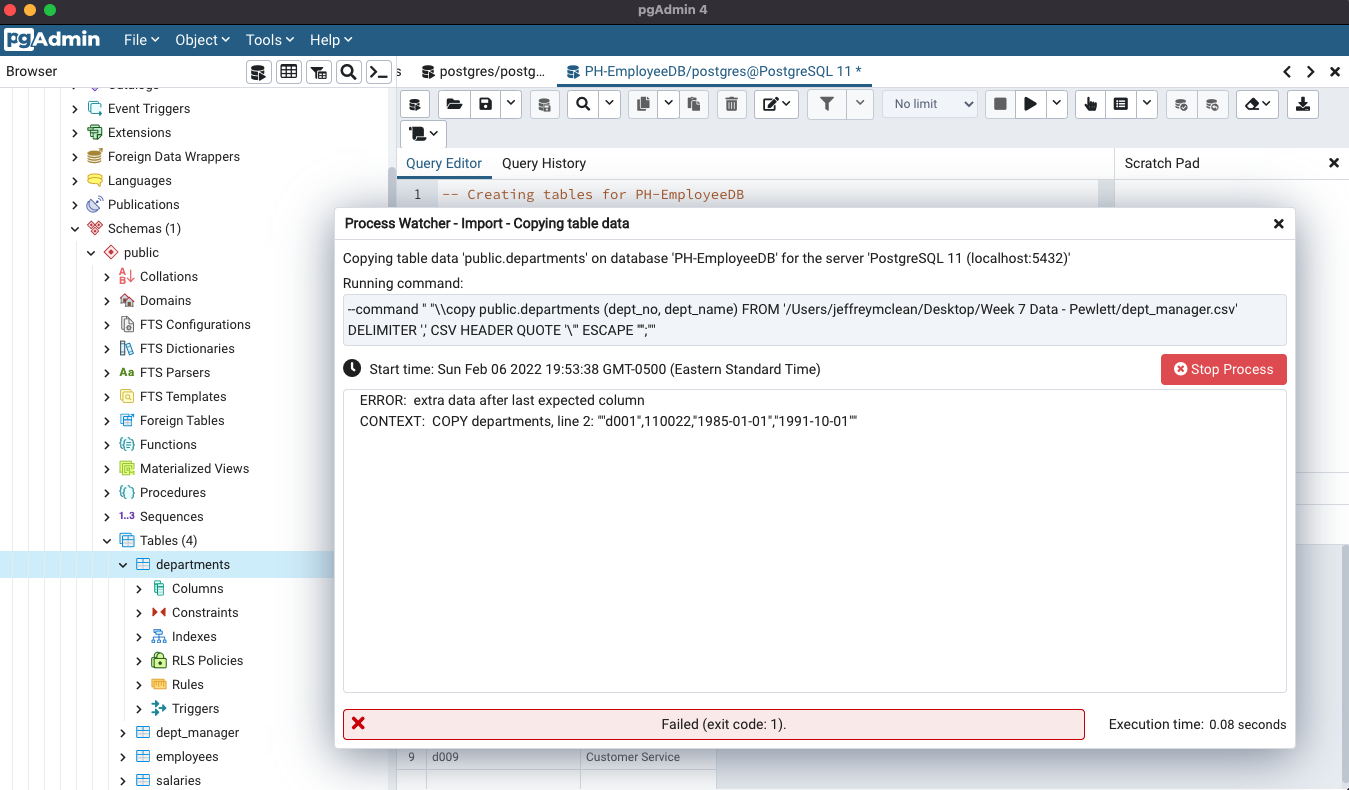 pgAdmin 4
pgAdmin File Object Tools Help
Browser
s postgres/postg... PH-EmployeeDB/postgres@PostgreSQL 11 *
No limit
Query Editor Query History
Scratch Pad
1 -- Creating tables for PH-EmployeeDB
Catalogs
Event Triggers
Extensions
Foreign Data Wrappers
Languages
Publications
Schemas (1)
public
Collations
Domains
FTS Configurations
FTS Dictionaries
Aa FTS Parsers
FTS Templates
Foreign Tables
Functions
Materialized Views
Procedures
1..3 Sequences
Tables (4)
departments
Columns
Constraints
Indexes
RLS Policies
Rules
Triggers
dept_manager
employees
salaries
Process Watcher - Import - Copying table data
Copying table data 'public.departments' on database 'PH-EmployeeDB' for the server 'PostgreSQL 11 (localhost:5432)'
Running command:
--command " "\\copy public.departments (dept_no, dept_name) FROM '/Users/jeffreymclean/Desktop/Week 7 Data - Pewlett/dept_manager.csv'
DELIMITER ',' CSV HEADER QUOTE '\"' ESCAPE '''';""
Start time: Sun Feb 06 2022 19:53:38 GMT-0500 (Eastern Standard Time)
Stop Process
ERROR:  extra data after last expected column
CONTEXT:  COPY departments, line 2: ""d001",110022,"1985-01-01","1991-10-01""
Failed (exit code: 1).
Execution time: 0.08 seconds
9 d009 Customer Service